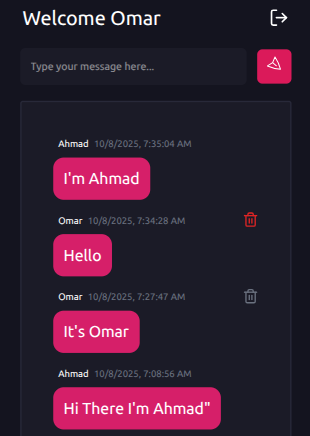 Welcome Omar
Type your message here...
Ahmad 10/8/2025, 7:35:04 AM
I'm Ahmad
Omar 10/8/2025, 7:34:28 AM
Hello
Omar 10/8/2025, 7:27:47 AM
It's Omar
Ahmad 10/8/2025, 7:08:56 AM
Hi There I'm Ahmad"